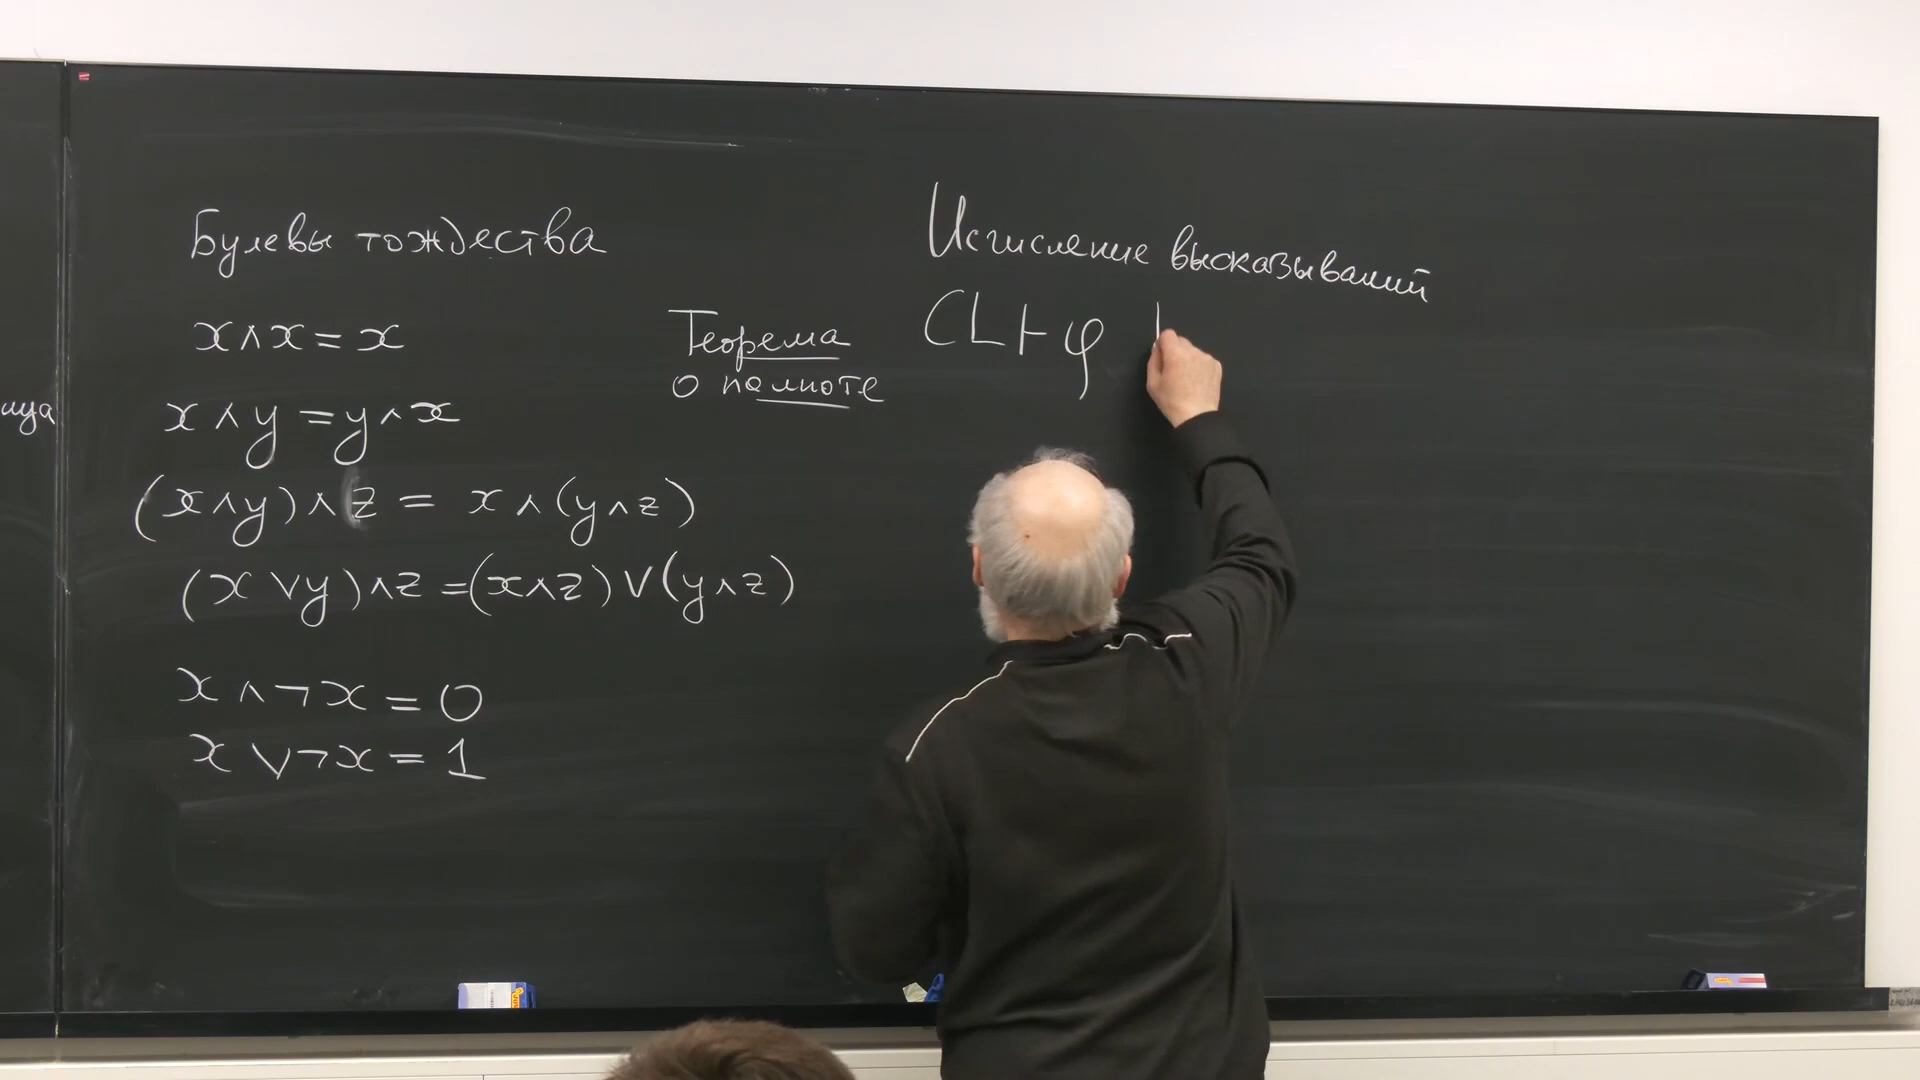 Булевы тождества
x∧x = x
x∧y = y∧x
(x∧y)∧z = x∧(y∧z)
(x∨y)∧z = (x∧z)∨(y∧z)
x∧¬x = 0
x∨¬x = 1
Теорема
о полноте
Исчисление высказываний
CL⊢φ